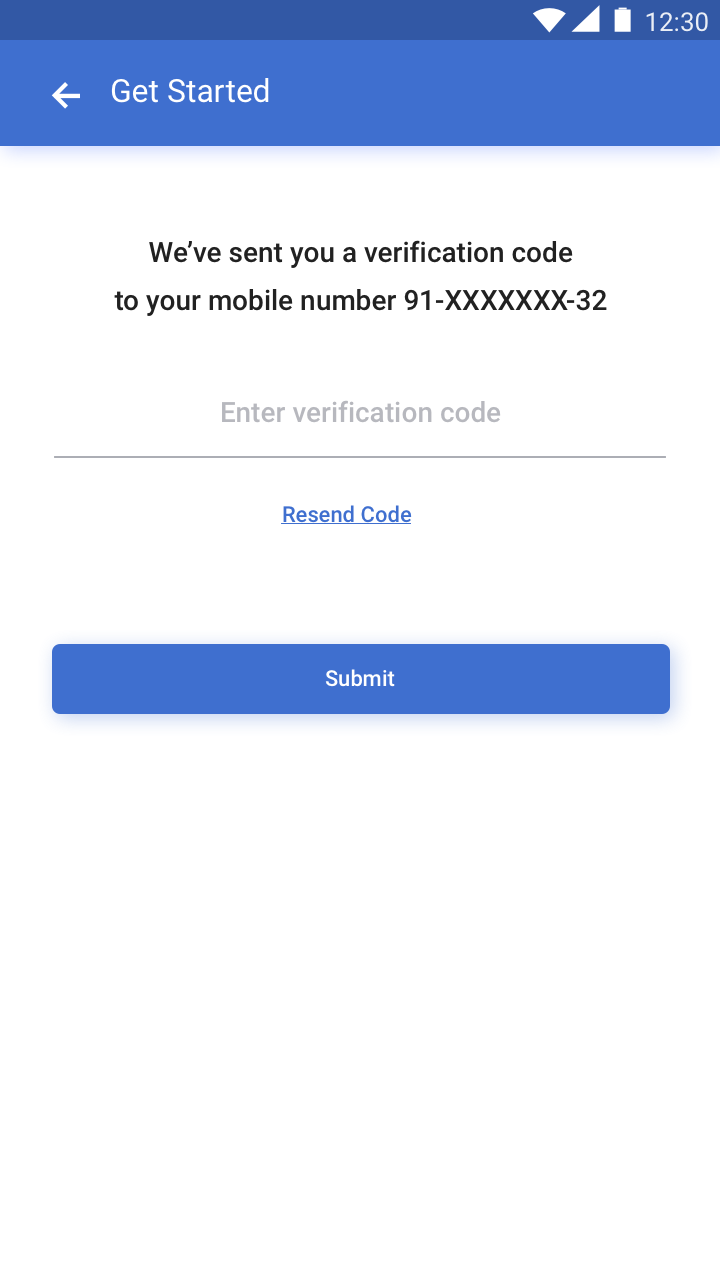 12:30
Get Started
We’ve sent you a verification code
to your mobile number 91-XXXXXXX-32
Enter verification code
Resend Code
Submit